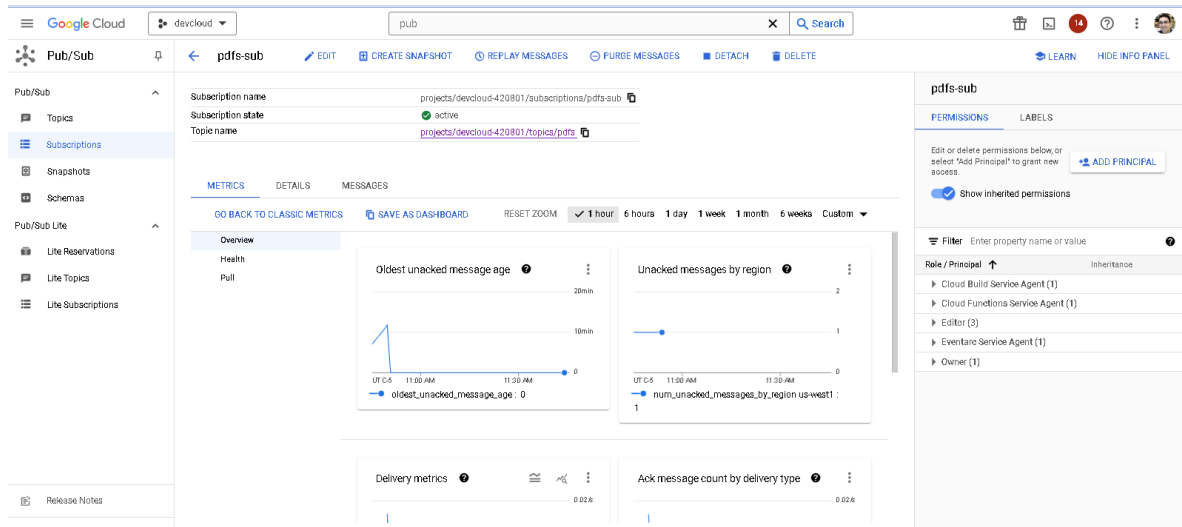 Google Cloud
devcloud
pub
Search
14
Pub/Sub
pdfs-sub
EDIT
CREATE SNAPSHOT
REPLAY MESSAGES
PURGE MESSAGES
DETACH
DELETE
LEARN
HIDE INFO PANEL
Pub/Sub
Topics
Subscriptions
Snapshots
Schemas
Pub/Sub Lite
Lite Reservations
Lite Topics
Lite Subscriptions
Release Notes
Subscription name projects/devcloud-420801/subscriptions/pdfs-sub
Subscription state active
Topic name projects/devcloud-420801/topics/pdfs
METRICS DETAILS MESSAGES
GO BACK TO CLASSIC METRICS SAVE AS DASHBOARD RESET ZOOM 1 hour 6 hours 1 day 1 week 1 month 6 weeks Custom
Overview
Health
Pull
Oldest unacked message age
20min
10min
0
UTC-5 11:00 AM 11:30 AM
oldest_unacked_message_age : 0
Unacked messages by region
2
1
0
UTC-5 11:00 AM 11:30 AM
num_unacked_messages_by_region us-west1 :
1
Delivery metrics
0.02/s
Ack message count by delivery type
0.02/s
pdfs-sub
PERMISSIONS LABELS
Edit or delete permissions below, or
select "Add Principal" to grant new
access.
ADD PRINCIPAL
Show inherited permissions
Filter Enter property name or value
Role / Principal Inheritance
Cloud Build Service Agent (1)
Cloud Functions Service Agent (1)
Editor (3)
Eventarc Service Agent (1)
Owner (1)